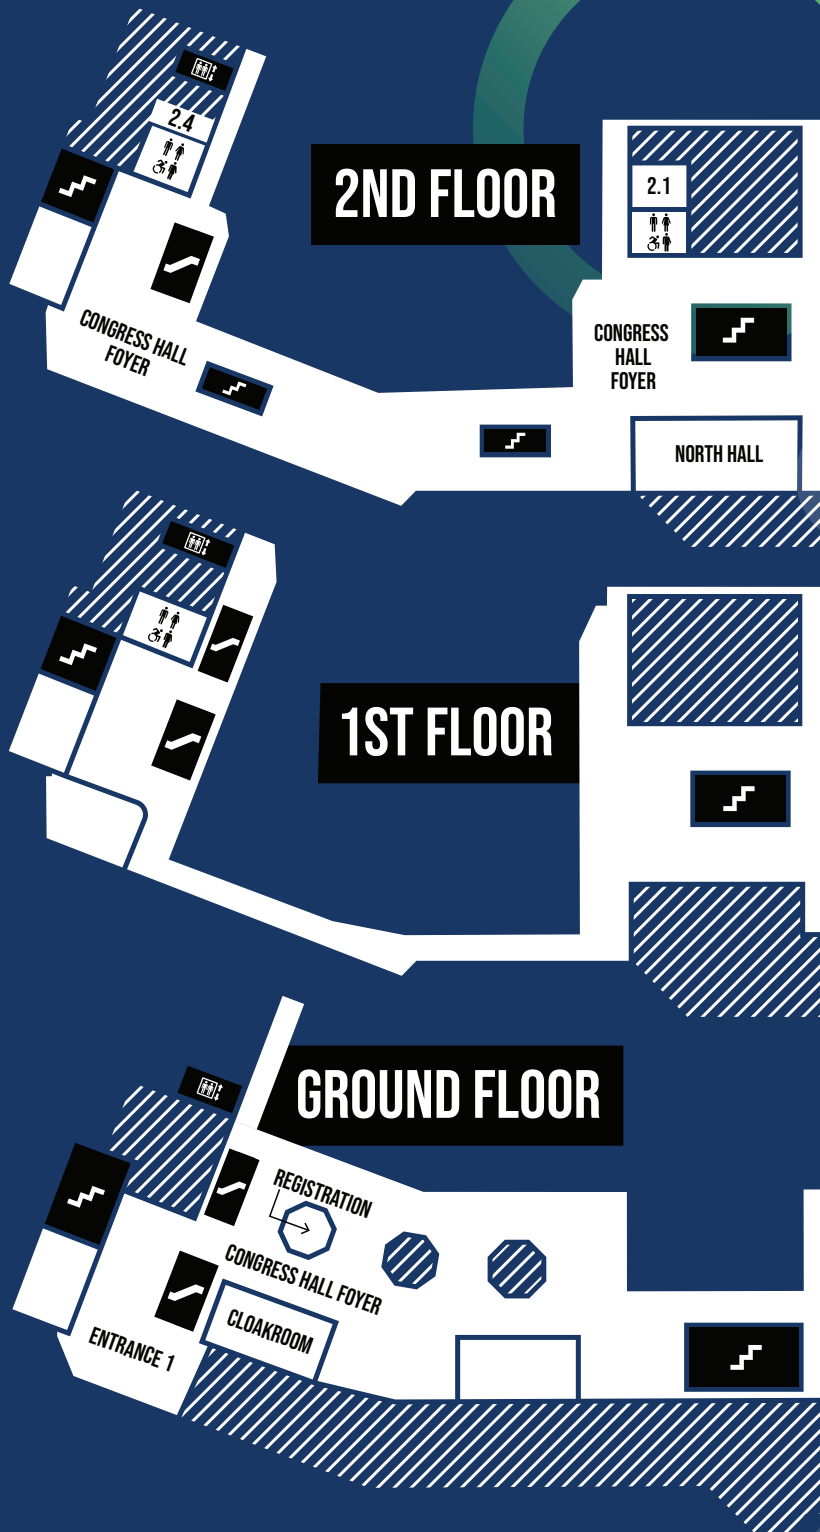 2.4
2ND FLOOR
2.1
CONGRESS HALL
FOYER
CONGRESS
HALL
FOYER
NORTH HALL
1ST FLOOR
GROUND FLOOR
REGISTRATION
CONGRESS HALL FOYER
CLOAKROOM
ENTRANCE 1